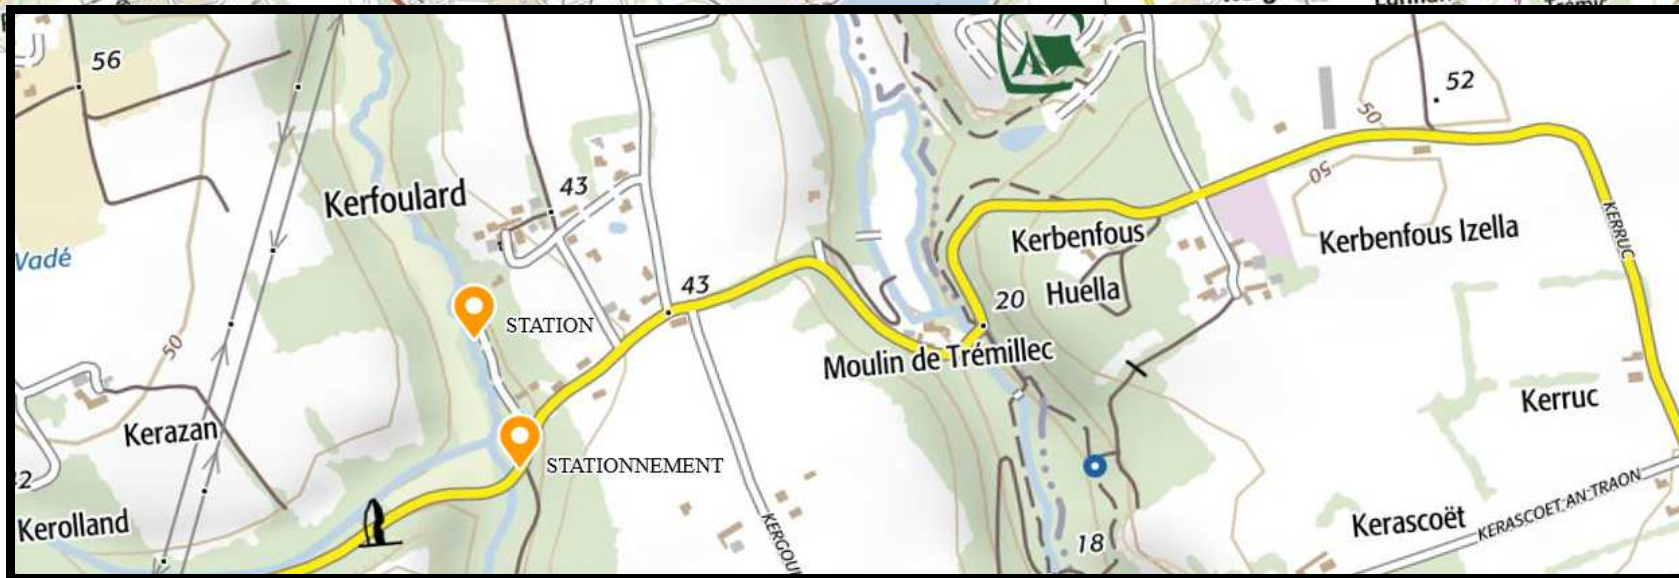 56
52
50
Kerfoulard
43
50
KERRUC
Kerbenfous
Kerbenfous Izella
Vadé
43
20
Huella
STATION
50
Moulin de Trémillec
Kerruc
Kerazan
STATIONNEMENT
Kerolland
18
Kerascoët
KERASCOET AN TRAON